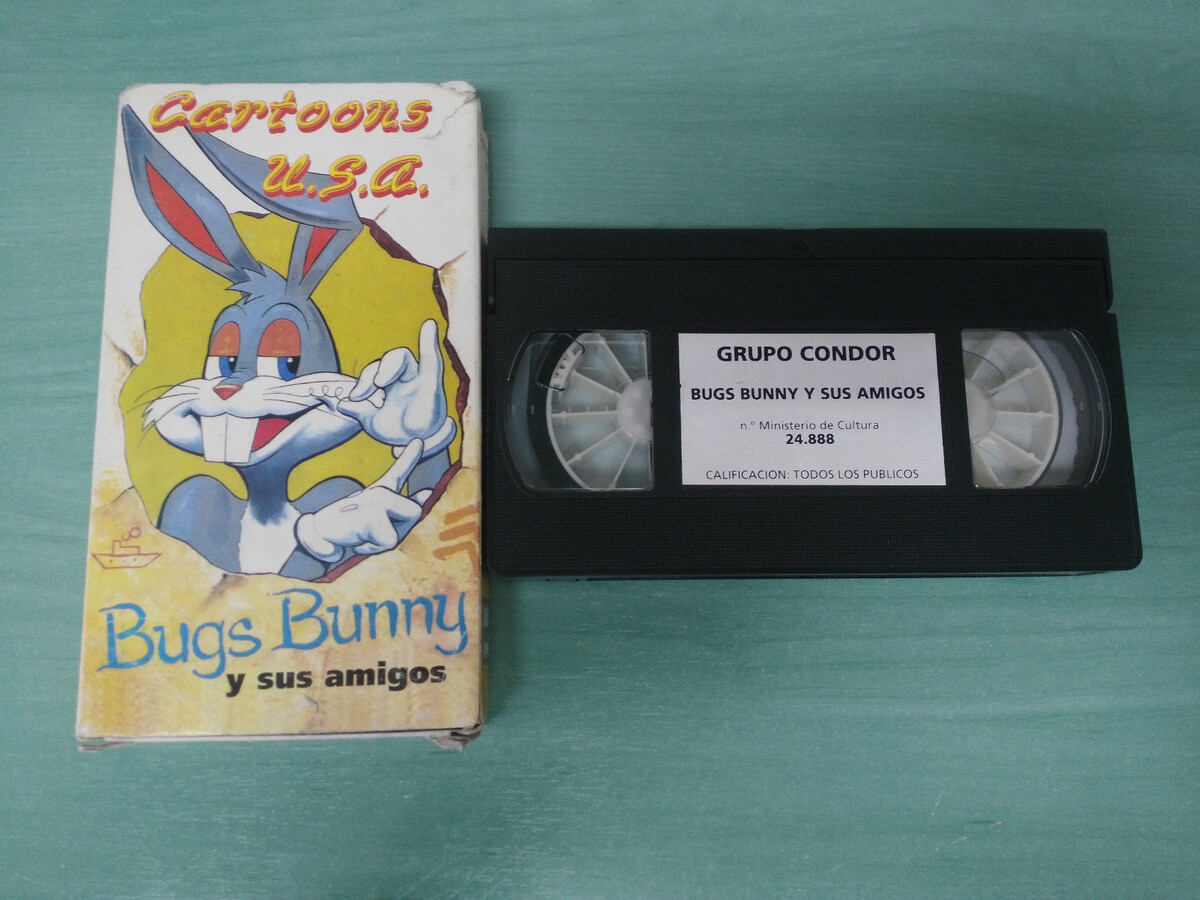 Cartoons
U.S.A.
Bugs Bunny
y sus amigos
GRUPO CONDOR
BUGS BUNNY Y SUS AMIGOS
n.º Ministerio de Cultura
24.888
CALIFICACION: TODOS LOS PUBLICOS